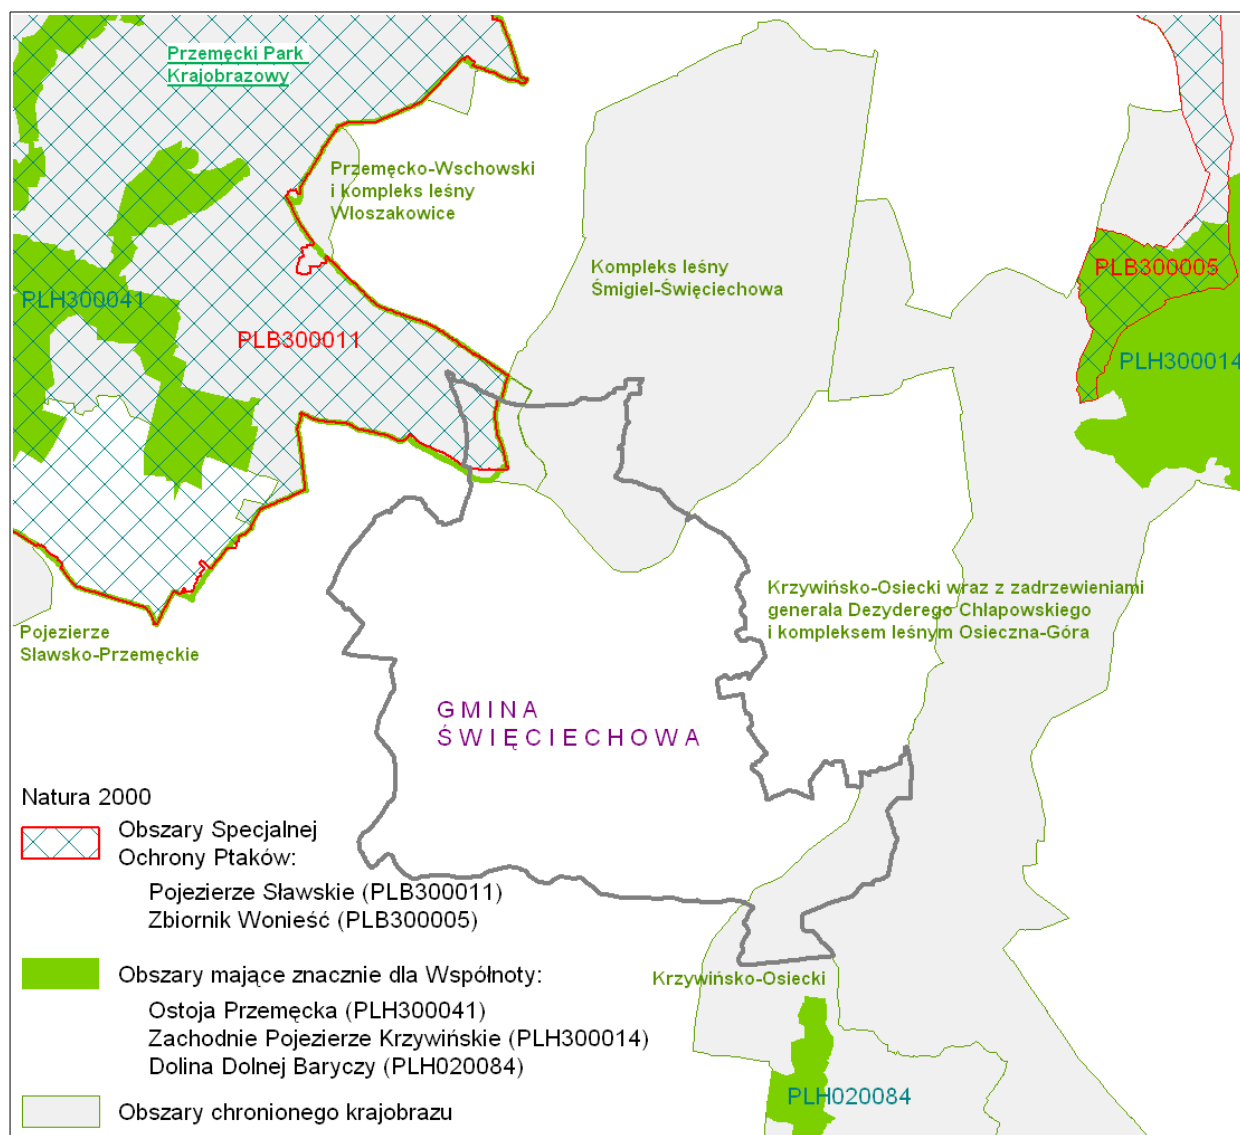 Przemęcki Park
Krajobrazowy
Przemęcko-Wschowski
i kompleks leśny
Włoszakowice
Kompleks leśny
Śmigiel-Święciechowa
PLB300005
PLH300041
PLB300011
PLH300014
Krzywińsko-Osiecki wraz z zadrzewieniami
generała Dezyderego Chłapowskiego
i kompleksem leśnym Osieczna-Góra
Pojezierze
Sławsko-Przemęckie
GMINA
ŚWIĘCIECHOWA
Natura 2000
Obszary Specjalnej
Ochrony Ptaków:
Pojezierze Sławskie (PLB300011)
Zbiornik Wonieść (PLB300005)
Obszary mające znacznie dla Wspólnoty:
Krzywińsko-Osiecki
Ostoja Przemęcka (PLH300041)
Zachodnie Pojezierze Krzywińskie (PLH300014)
Dolina Dolnej Baryczy (PLH020084)
PLH020084
Obszary chronionego krajobrazu